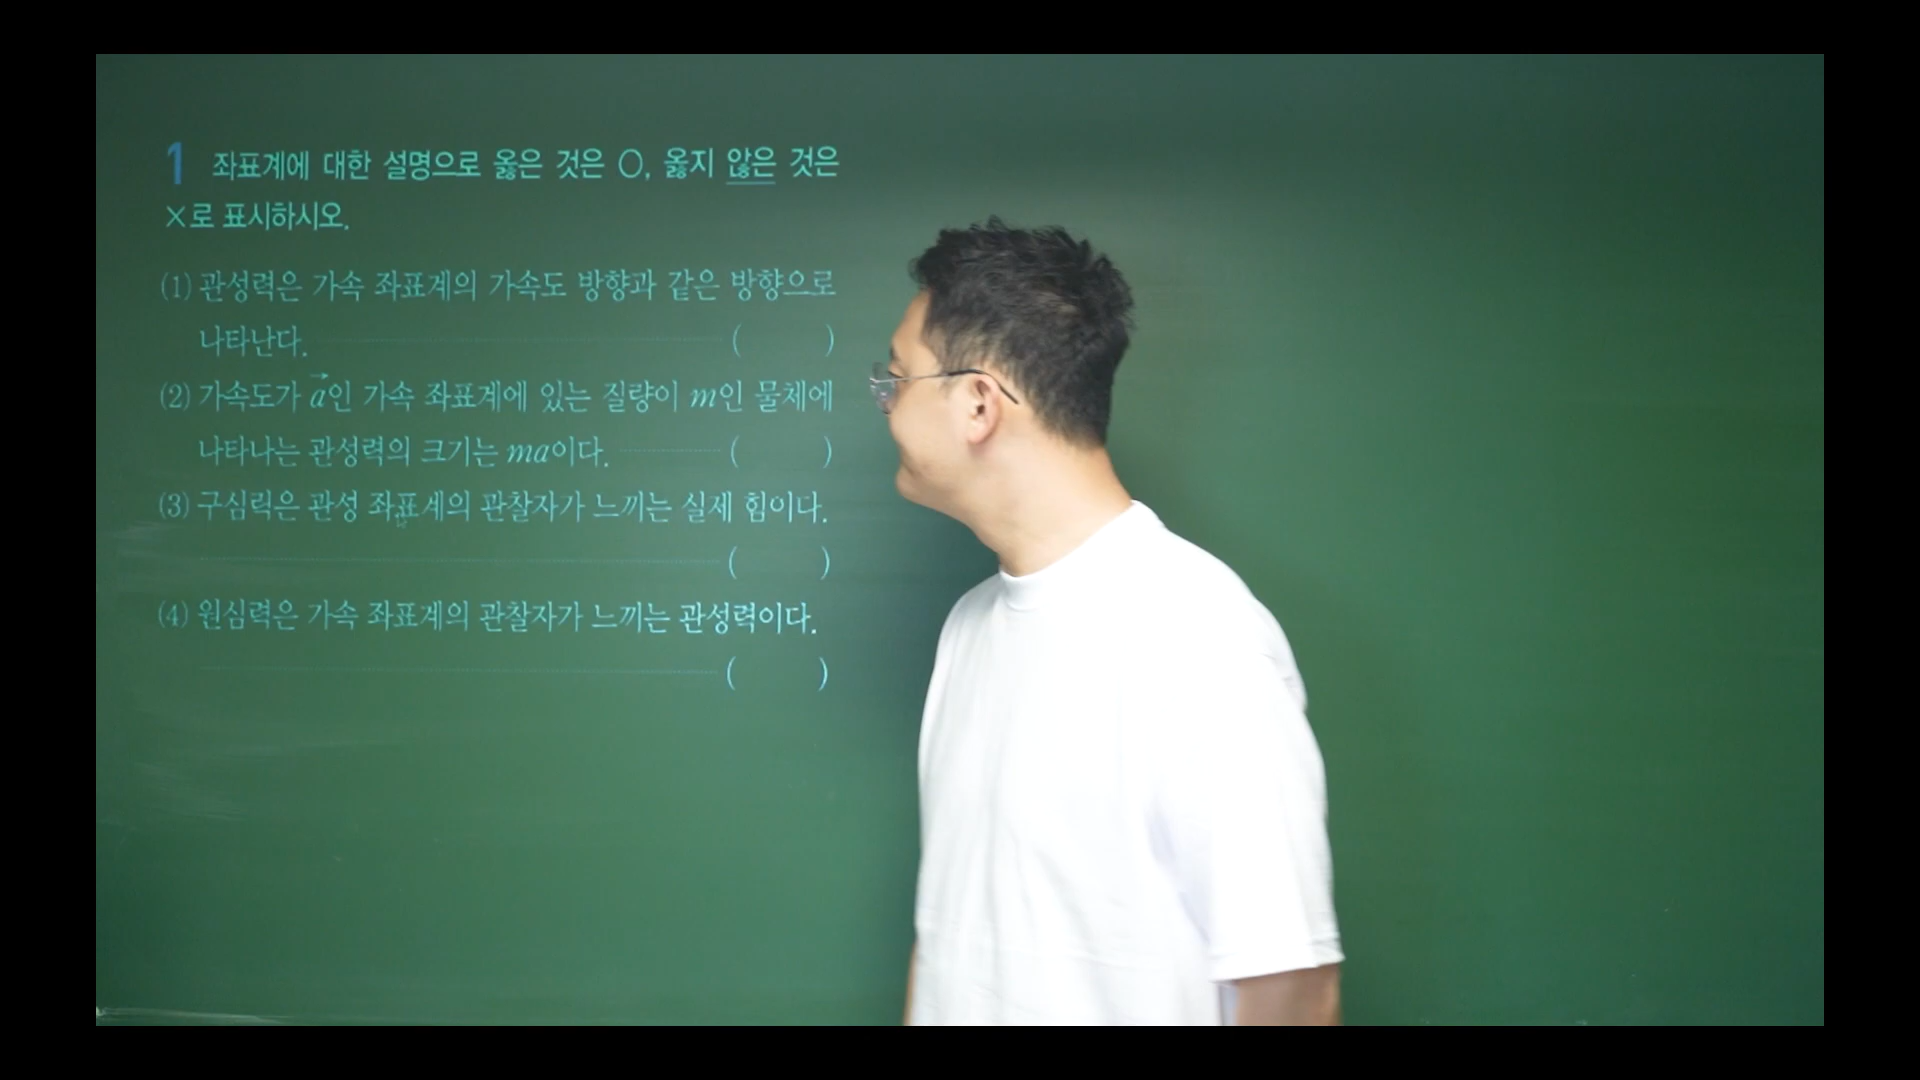 1 좌표계에 대한 설명으로 옳은 것은 ○, 옳지 않은 것은
×로 표시하시오.
(1) 관성력은 가속 좌표계의 가속도 방향과 같은 방향으로
나타난다. ( )
(2) 가속도가 a⃗인 가속 좌표계에 있는 질량이 m인 물체에
나타나는 관성력의 크기는 ma이다. ( )
(3) 구심력은 관성 좌표계의 관찰자가 느끼는 실제 힘이다.
( )
(4) 원심력은 가속 좌표계의 관찰자가 느끼는 관성력이다.
( )